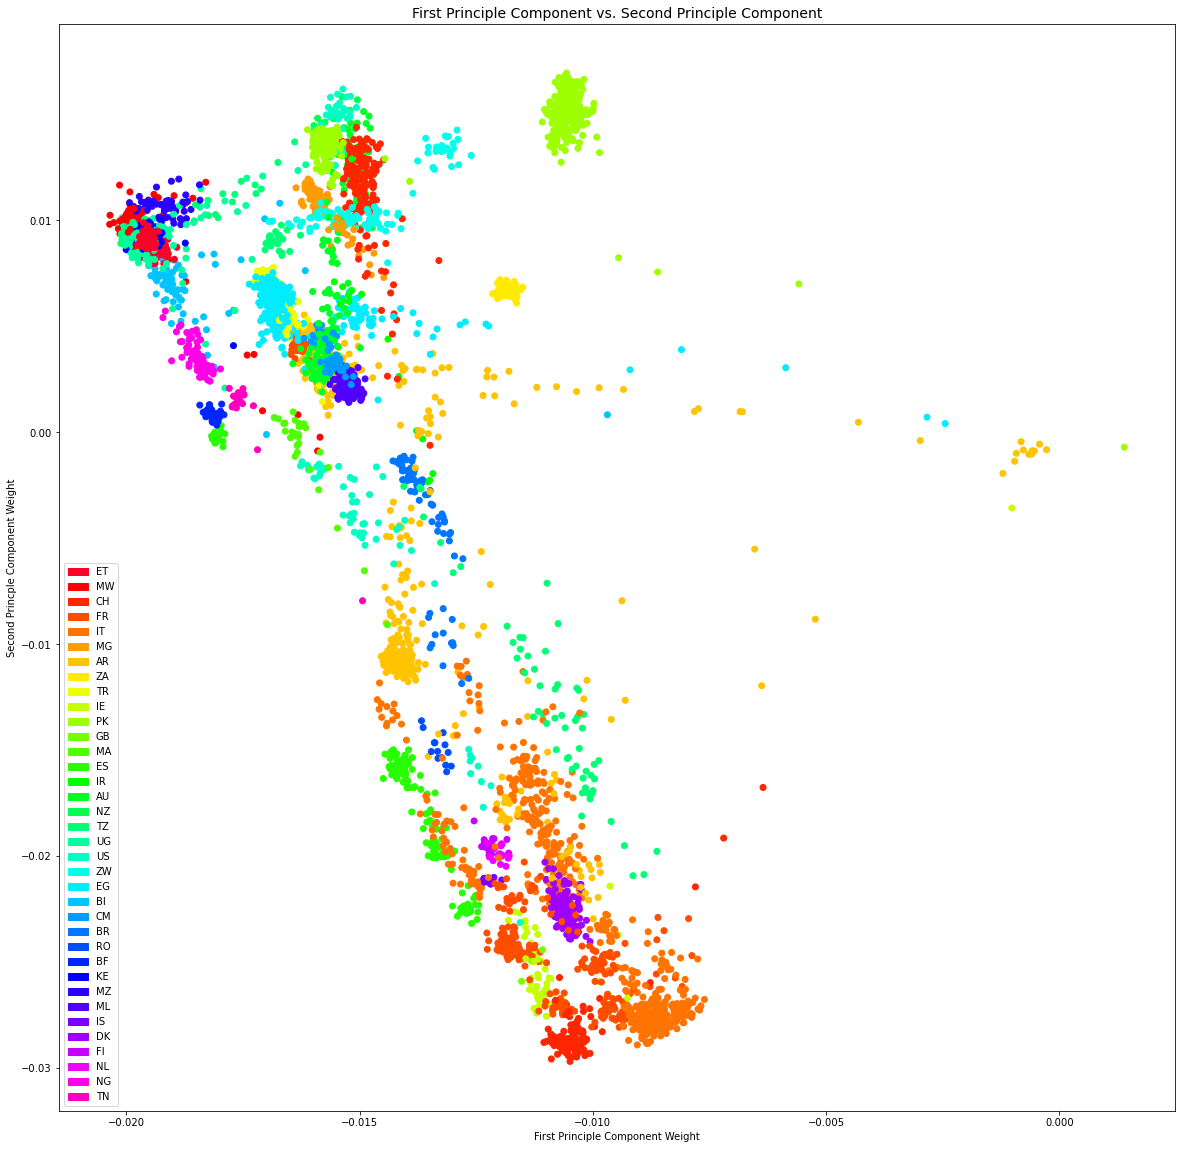 First Principle Component vs. Second Principle Component
Second Princple Component Weight
0.01
0.00
−0.01
−0.02
−0.03
ET
MW
CH
FR
IT
MG
AR
ZA
TR
IE
PK
GB
MA
ES
IR
AU
NZ
TZ
UG
US
ZW
EG
BI
CM
BR
RO
BF
KE
MZ
ML
IS
DK
FI
NL
NG
TN
−0.020
−0.015
−0.010
−0.005
0.000
First Principle Component Weight